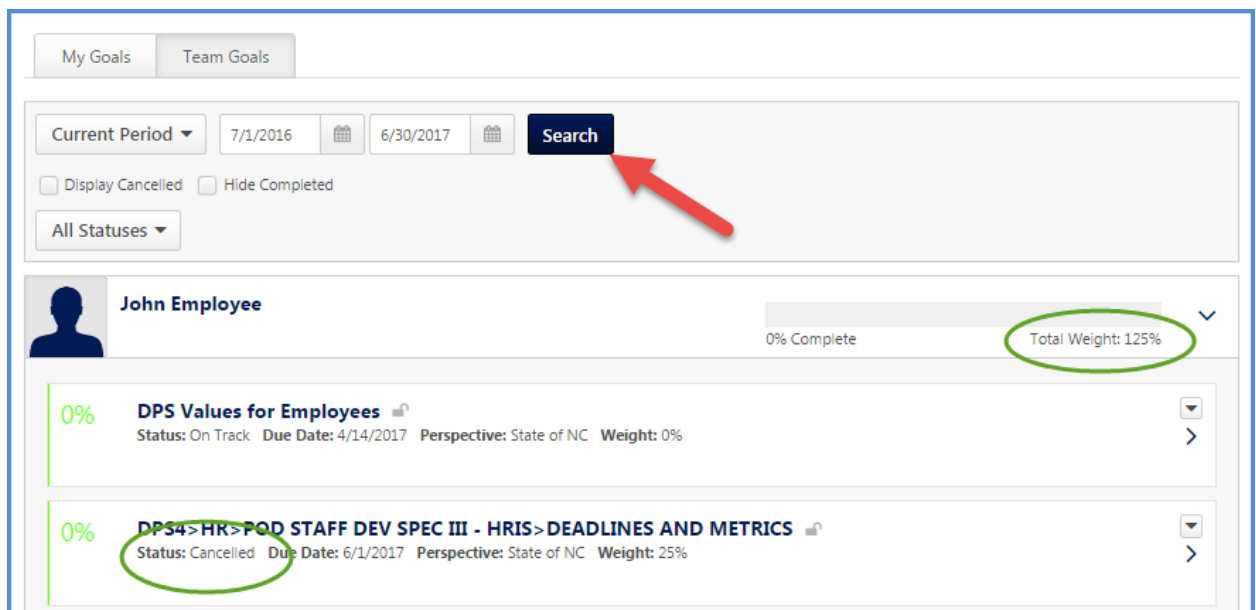 My Goals Team Goals
Current Period 7/1/2016 6/30/2017 Search
Display Cancelled Hide Completed
All Statuses
John Employee
0% Complete Total Weight: 125%
0% DPS Values for Employees
Status: On Track Due Date: 4/14/2017 Perspective: State of NC Weight: 0%
0% DPS4>HR>POD STAFF DEV SPEC III - HRIS>DEADLINES AND METRICS
Status: Cancelled Due Date: 6/1/2017 Perspective: State of NC Weight: 25%